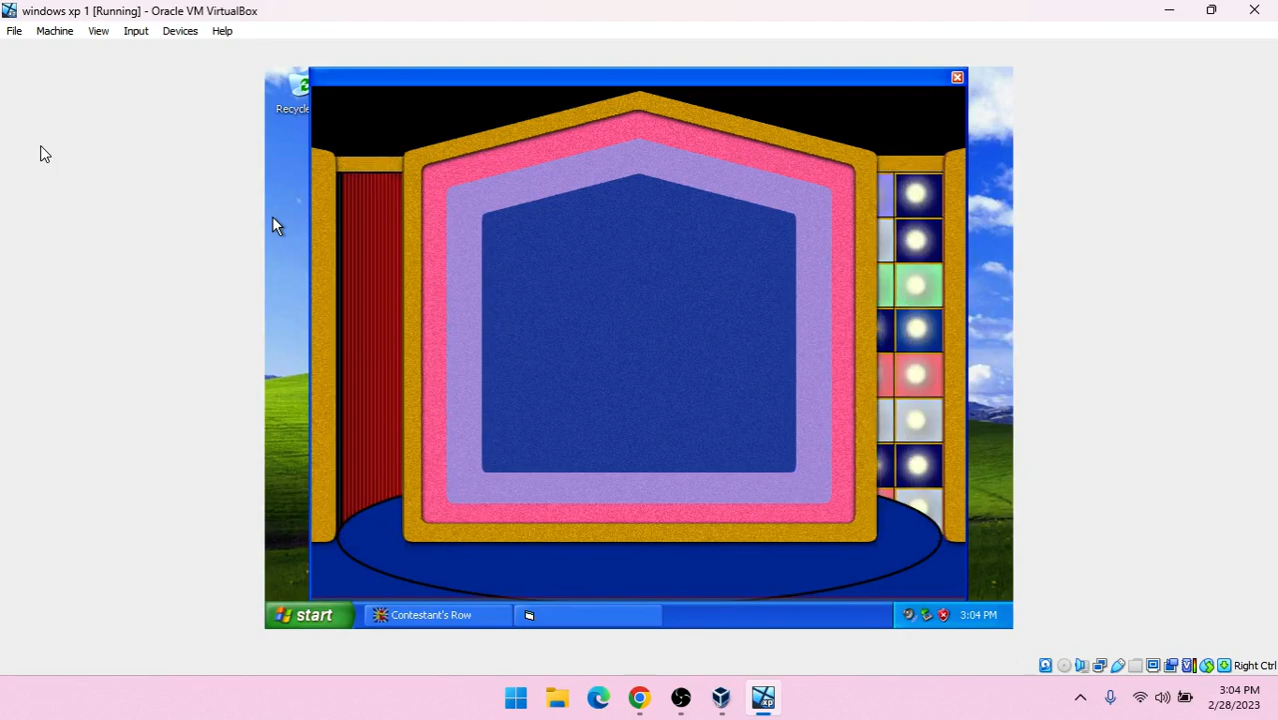 windows xp 1 [Running] - Oracle VM VirtualBox
File Machine View Input Devices Help
Recycle
start Contestant's Row 3:04 PM
Right Ctrl
xp
3:04 PM
2/28/2023